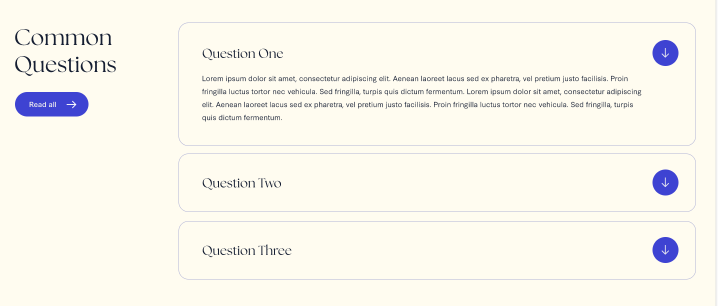 Common
Questions
Read all
Question One
Lorem ipsum dolor sit amet, consectetur adipiscing elit. Aenean laoreet lacus sed ex pharetra, vel pretium justo facilisis. Proin
fringilla luctus tortor nec vehicula. Sed fringilla, turpis quis dictum fermentum. Lorem ipsum dolor sit amet, consectetur adipiscing
elit. Aenean laoreet lacus sed ex pharetra, vel pretium justo facilisis. Proin fringilla luctus tortor nec vehicula. Sed fringilla, turpis
quis dictum fermentum.
Question Two
Question Three